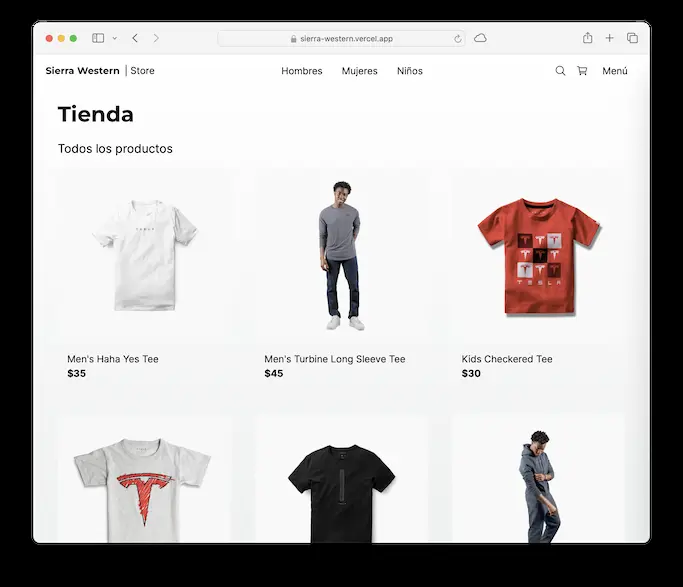 sierra-western.vercel.app
Sierra Western | Store
Hombres
Mujeres
Niños
Menú
Tienda
Todos los productos
TESLA
Men's Haha Yes Tee
$35
Men's Turbine Long Sleeve Tee
$45
Kids Checkered Tee
$30